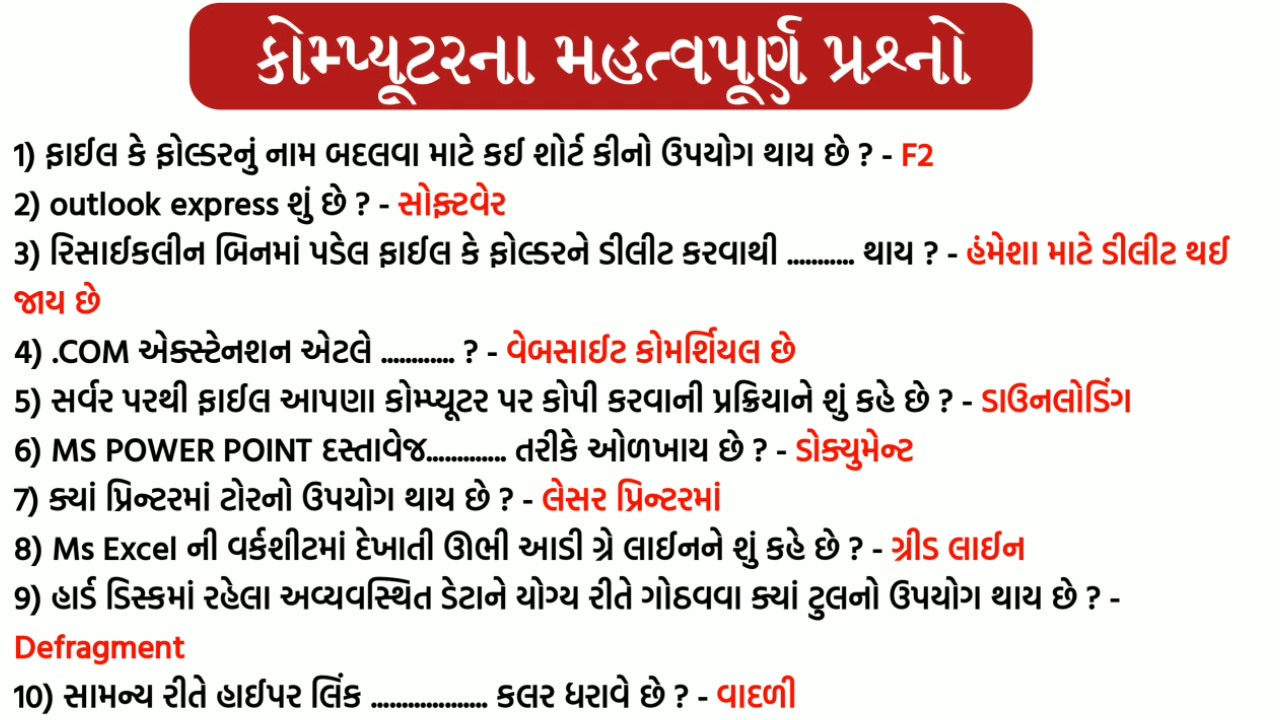 કોમ્પ્યૂટરના મહત્વપૂર્ણ પ્રશ્નો
1) ફાઈલ કે ફોલ્ડરનું નામ બદલવા માટે કઈ શોર્ટ કીનો ઉપયોગ થાય છે ? - F2
2) outlook express શું છે ? - સોફ્ટવેર
3) રિસાઈકલીન બિનમાં પડેલ ફાઈલ કે ફોલ્ડરને ડીલીટ કરવાથી ........... થાય ? - હંમેશા માટે ડીલીટ થઈ
જાય છે
4) .COM એક્સ્ટેનશન એટલે ............ ? - વેબસાઈટ કોમર્શિયલ છે
5) સર્વર પરથી ફાઈલ આપણા કોમ્પ્યૂટર પર કોપી કરવાની પ્રક્રિયાને શું કહે છે ? - ડાઉનલોડિંગ
6) MS POWER POINT દસ્તાવેજ............. તરીકે ઓળખાય છે ? - ડોક્યુમેન્ટ
7) ક્યાં પ્રિન્ટરમાં ટોરનો ઉપયોગ થાય છે ? - લેસર પ્રિન્ટરમાં
8) Ms Excel ની વર્કશીટમાં દેખાતી ઊભી આડી ગ્રે લાઈનને શું કહે છે ? - ગ્રીડ લાઈન
9) હાર્ડ ડિસ્કમાં રહેલા અવ્યવસ્થિત ડેટાને યોગ્ય રીતે ગોઠવવા ક્યાં ટુલનો ઉપયોગ થાય છે ? -
Defragment
10) સામન્ય રીતે હાઈપર લિંક ................... કલર ધરાવે છે ? - વાદળી